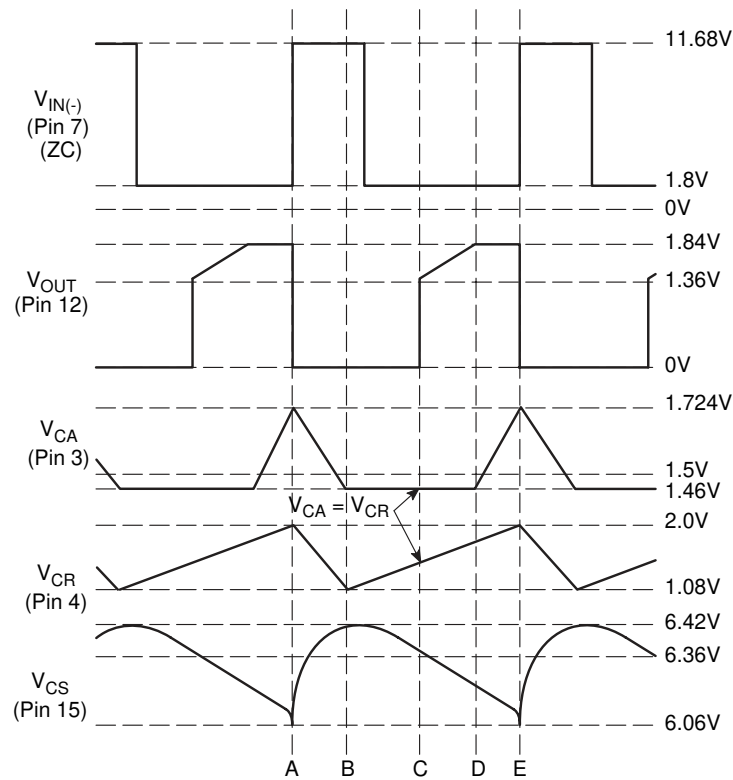 11.68V
V_IN(-)
(Pin 7)
(ZC)
1.8V
0V
1.84V
V_OUT
(Pin 12)
1.36V
0V
1.724V
V_CA
(Pin 3)
1.5V
1.46V
V_CA = V_CR
2.0V
V_CR
(Pin 4)
1.08V
6.42V
6.36V
V_CS
(Pin 15)
6.06V
A B C D E